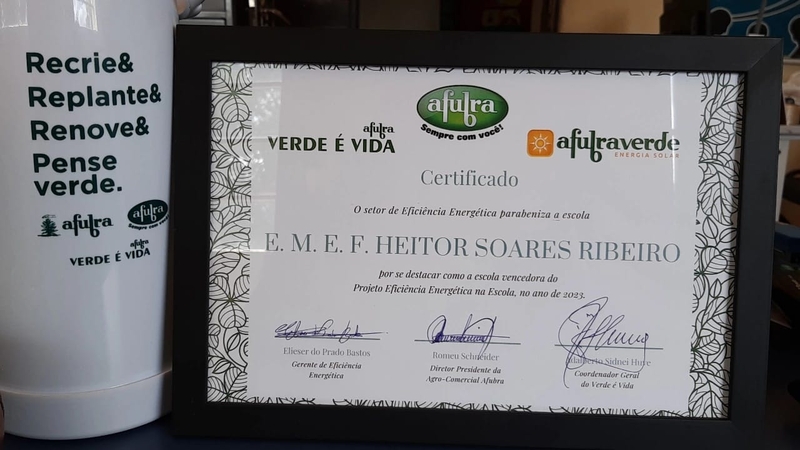 Recrie&
Replante&
Renove&
Pense
verde.
afubra
afubra
Sempre com você!
afubra
VERDE É VIDA
afubra
VERDE É VIDA
afubra
Sempre com você!
afubraverde
ENERGIA SOLAR
Certificado
O setor de Eficiência Energética parabeniza a escola
E. M. E. F. HEITOR SOARES RIBEIRO
por se destacar como a escola vencedora do
Projeto Eficiência Energética na Escola, no ano de 2023.
Elieser do Prado Bastos
Gerente de Eficiência
Energética
Romeu Schneider
Diretor Presidente da
Agro-Comercial Afubra
Sidnei
Coordenador Geral
do Verde é Vida